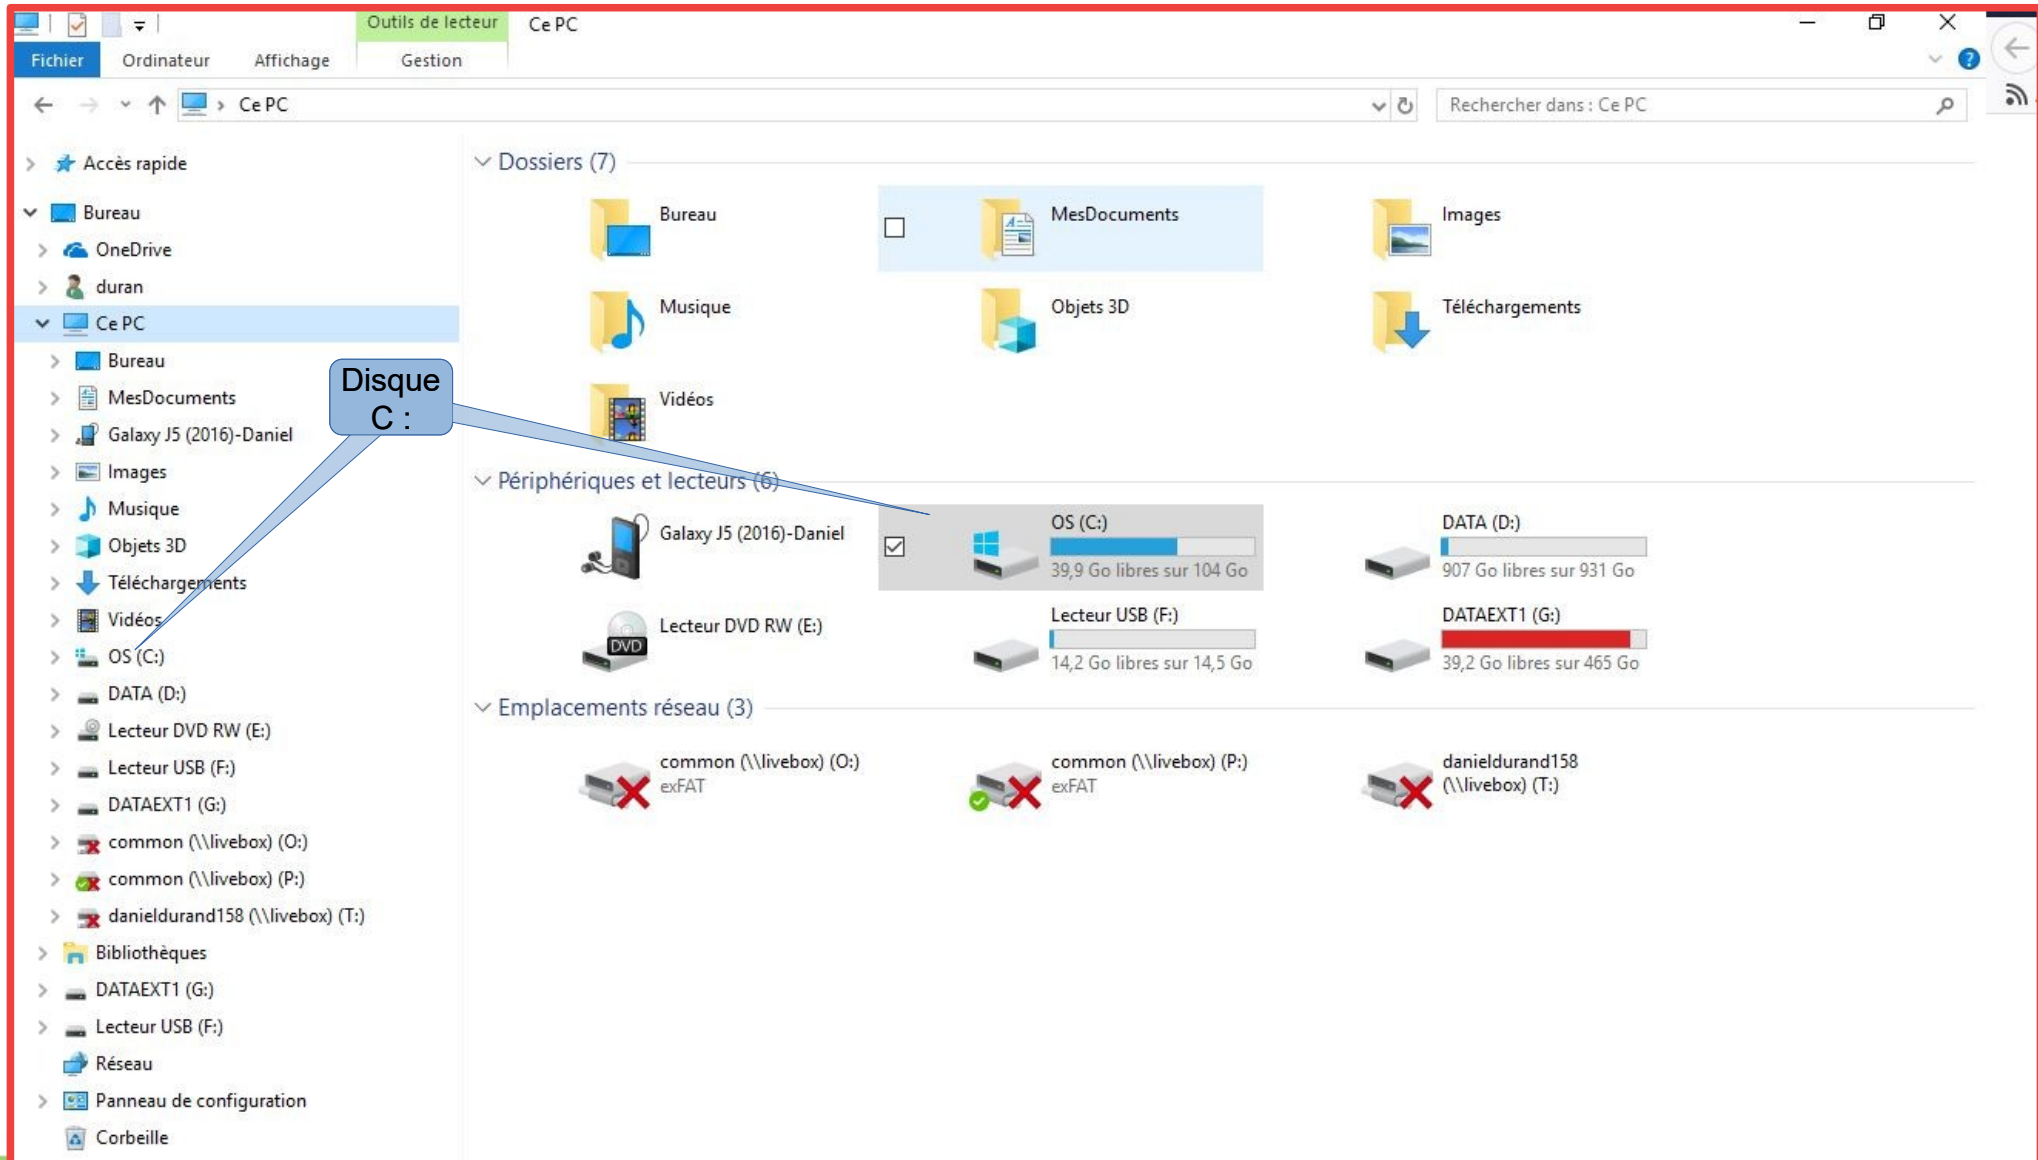 Outils de lecteur
Ce PC
Fichier
Ordinateur
Affichage
Gestion
Ce PC
Rechercher dans : Ce PC
Accès rapide
Bureau
OneDrive
duran
Ce PC
Bureau
MesDocuments
Galaxy J5 (2016)-Daniel
Images
Musique
Objets 3D
Téléchargements
Vidéos
OS (C:)
DATA (D:)
Lecteur DVD RW (E:)
Lecteur USB (F:)
DATAEXT1 (G:)
common (\\livebox) (O:)
common (\\livebox) (P:)
danieldurand158 (\\livebox) (T:)
Bibliothèques
DATAEXT1 (G:)
Lecteur USB (F:)
Réseau
Panneau de configuration
Corbeille
Disque
C :
Dossiers (7)
Bureau
MesDocuments
Images
Musique
Objets 3D
Téléchargements
Vidéos
Périphériques et lecteurs (6)
Galaxy J5 (2016)-Daniel
OS (C:)
39,9 Go libres sur 104 Go
DATA (D:)
907 Go libres sur 931 Go
Lecteur DVD RW (E:)
DVD
Lecteur USB (F:)
14,2 Go libres sur 14,5 Go
DATAEXT1 (G:)
39,2 Go libres sur 465 Go
Emplacements réseau (3)
common (\\livebox) (O:)
exFAT
common (\\livebox) (P:)
exFAT
danieldurand158
(\\livebox) (T:)